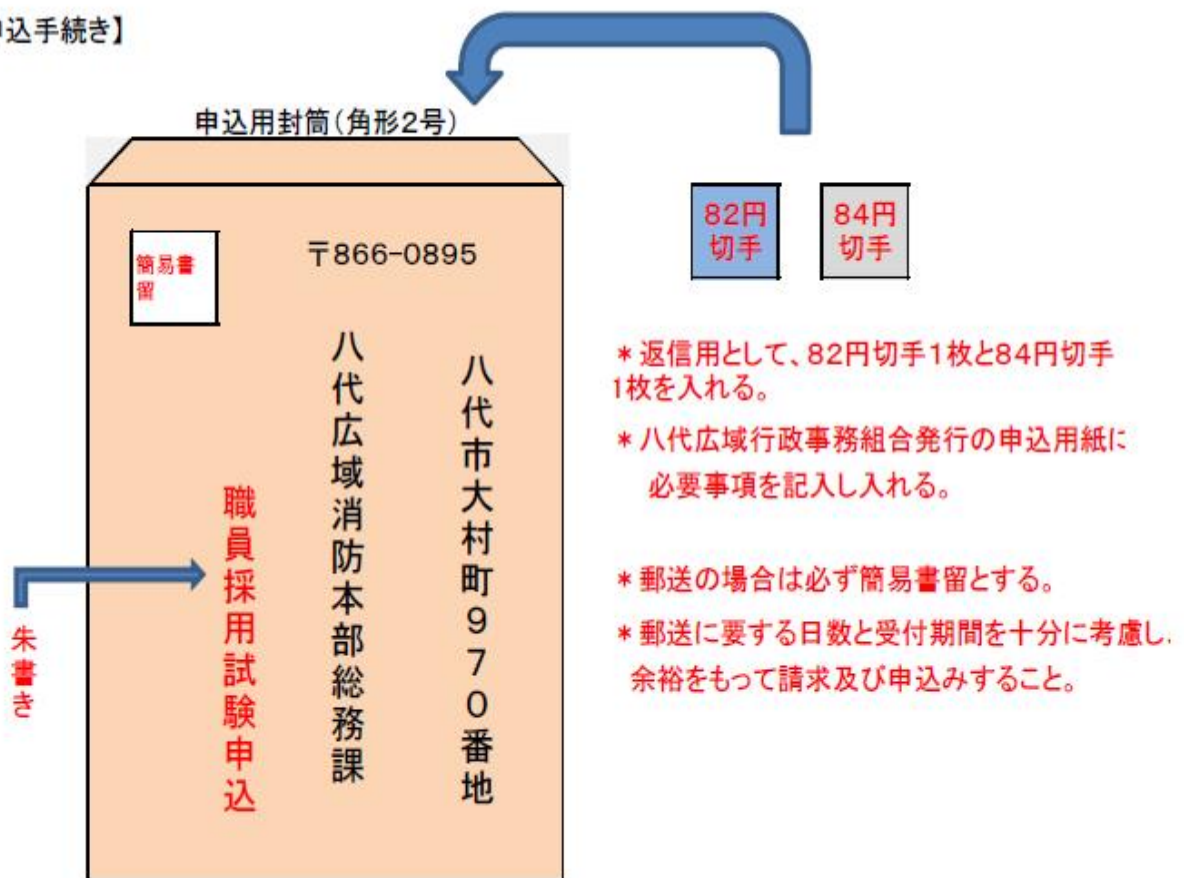 申込手続き】
申込用封筒(角形2号)
簡易書
留
〒866-0895
八代市大村町970番地
八代広域消防本部総務課
職員採用試験申込
朱書き
82円
切手
84円
切手
*返信用として、82円切手1枚と84円切手
1枚を入れる。
*八代広域行政事務組合発行の申込用紙に
必要事項を記入し入れる。
*郵送の場合は必ず簡易書留とする。
*郵送に要する日数と受付期間を十分に考慮し、
余裕をもって請求及び申込みすること。